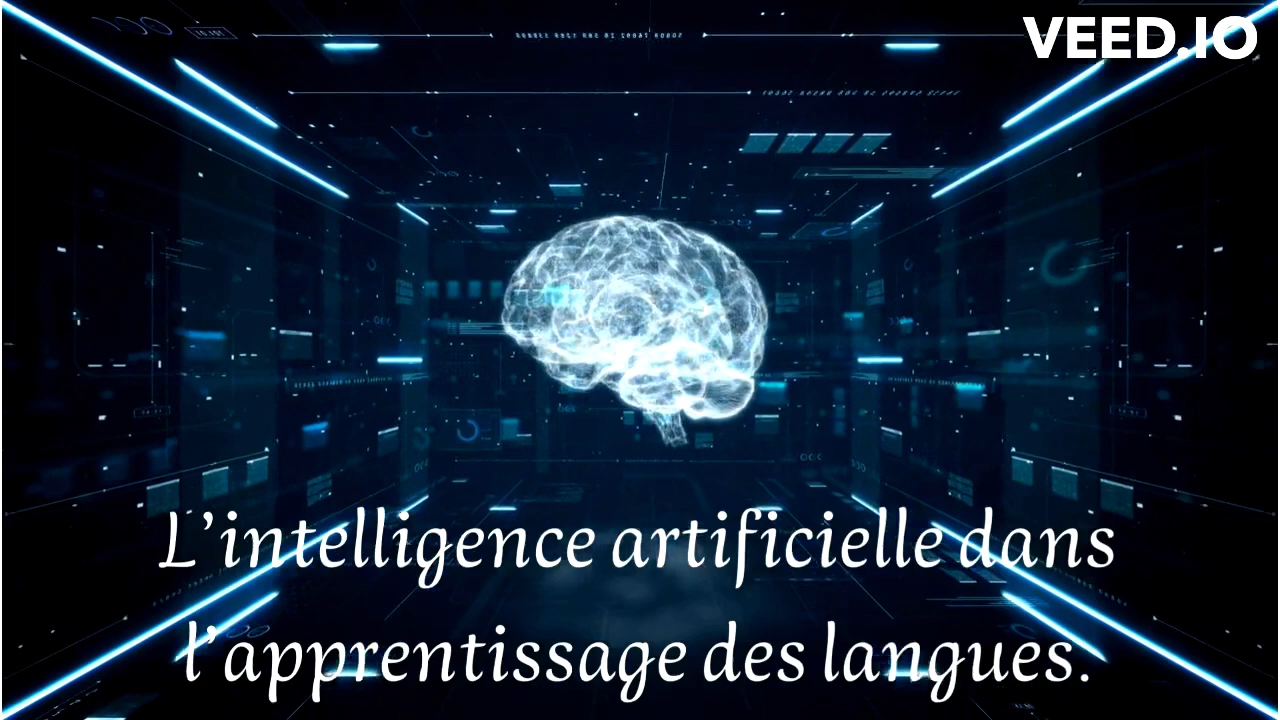 VEED.IO
L’intelligence artificielle dans
l’apprentissage des langues.